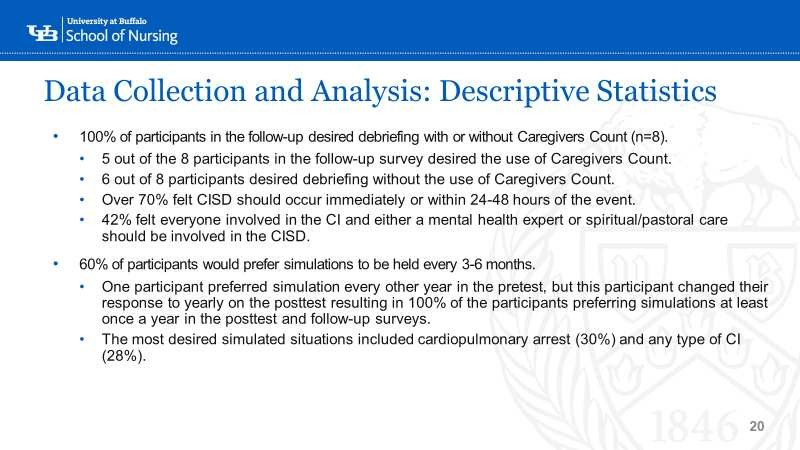 University at Buffalo
UB School of Nursing
Data Collection and Analysis: Descriptive Statistics
• 100% of participants in the follow-up desired debriefing with or without Caregivers Count (n=8).
• 5 out of the 8 participants in the follow-up survey desired the use of Caregivers Count.
• 6 out of 8 participants desired debriefing without the use of Caregivers Count.
• Over 70% felt CISD should occur immediately or within 24-48 hours of the event.
• 42% felt everyone involved in the CI and either a mental health expert or spiritual/pastoral care
should be involved in the CISD.
• 60% of participants would prefer simulations to be held every 3-6 months.
• One participant preferred simulation every other year in the pretest, but this participant changed their
response to yearly on the posttest resulting in 100% of the participants preferring simulations at least
once a year in the posttest and follow-up surveys.
• The most desired simulated situations included cardiopulmonary arrest (30%) and any type of CI
(28%).
U B
1846
20